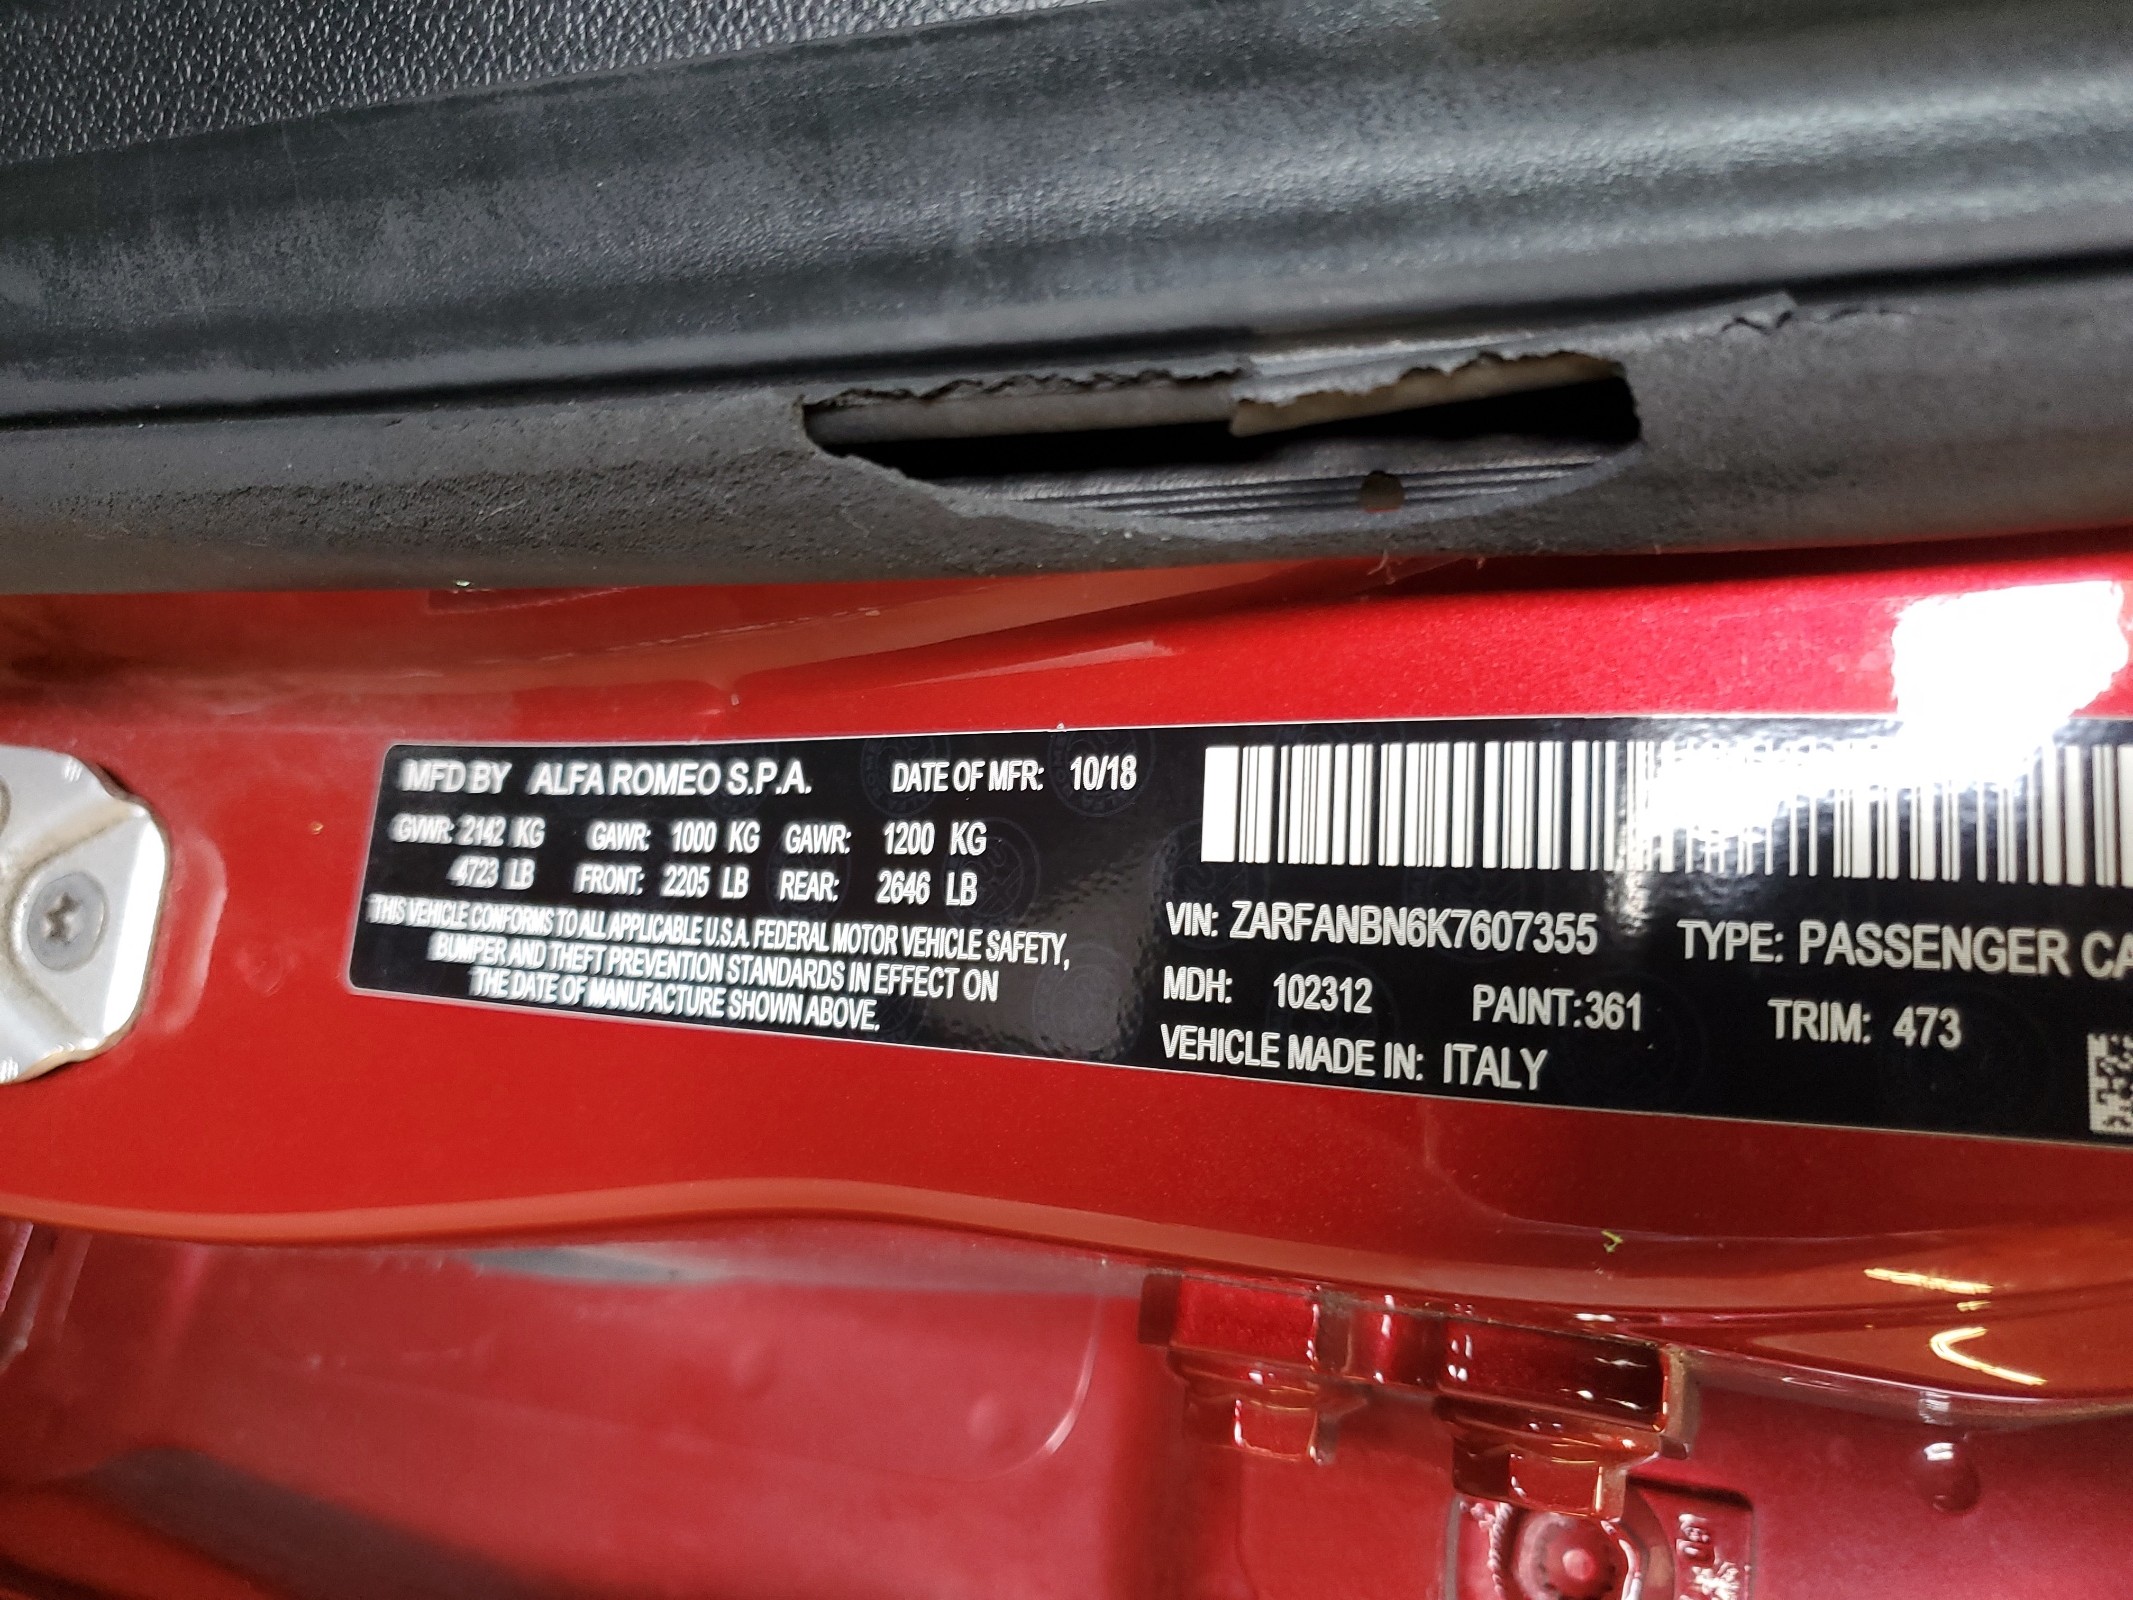 MFD BY ALFA ROMEO S.P.A. DATE OF MFR: 10/18
GVWR: 2142 KG GAWR: 1000 KG GAWR: 1200 KG
4723 LB FRONT: 2205 LB REAR: 2646 LB
THIS VEHICLE CONFORMS TO ALL APPLICABLE U.S.A. FEDERAL MOTOR VEHICLE SAFETY,
BUMPER AND THEFT PREVENTION STANDARDS IN EFFECT ON
THE DATE OF MANUFACTURE SHOWN ABOVE.
VIN: ZARFANBN6K7607355 TYPE: PASSENGER CA
MDH: 102312 PAINT:361 TRIM: 473
VEHICLE MADE IN: ITALY